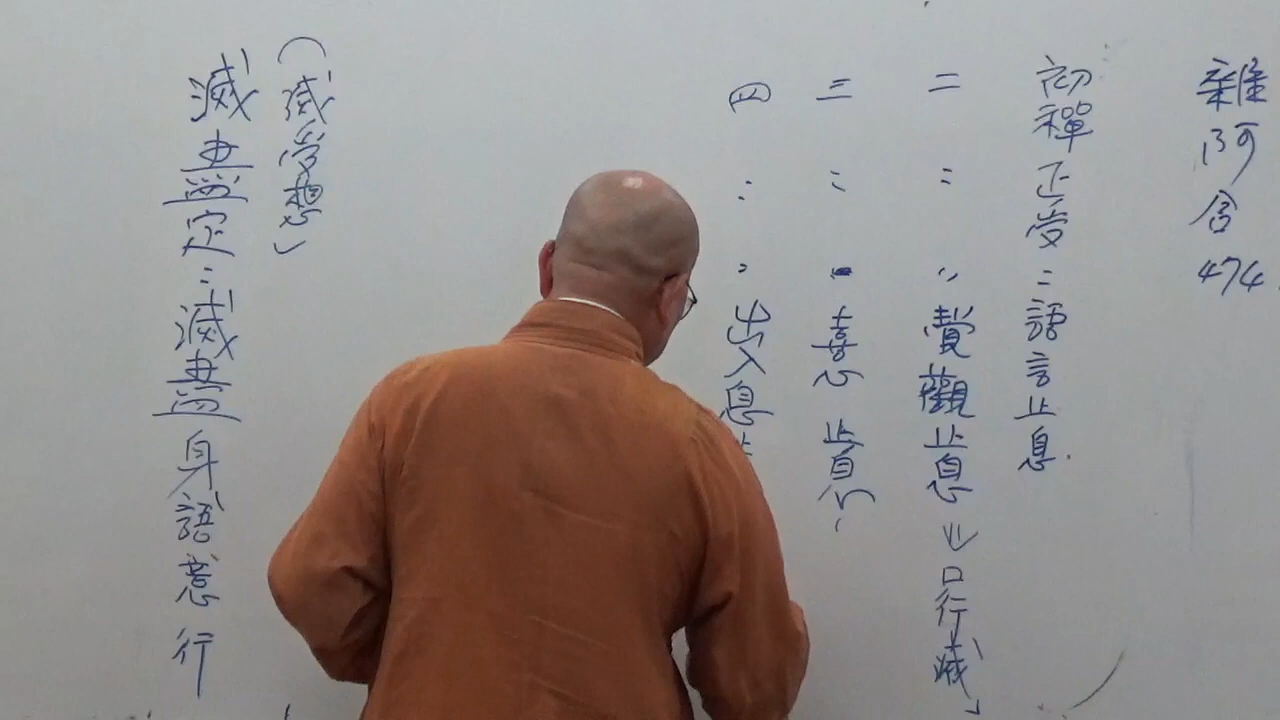 雜阿含 474
初禪正受：語言止息.
二 〃 〃 覺觀止息 ⇒ 口行滅」
三 〃 〃 喜心止息
四 〃 〃 出入息
（滅受想」
滅盡定：滅盡身語意行